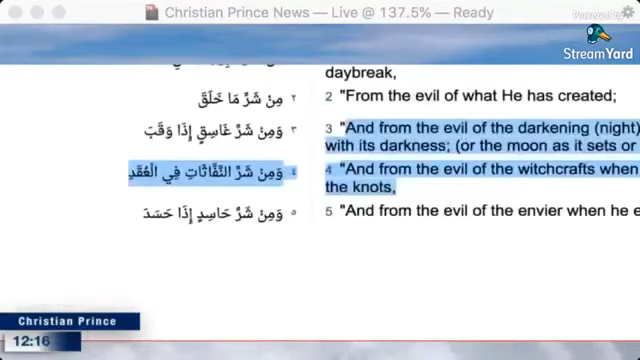 Christian Prince News — Live @ 137.5% — Ready
Powered by
StreamYard
daybreak,
٢ مِنْ شَرِّ مَا خَلَقَ
2 "From the evil of what He has created;
٣ وَمِنْ شَرِّ غَاسِقٍ إِذَا وَقَبَ
3 "And from the evil of the darkening (night)
with its darkness; (or the moon as it sets or
٤ وَمِنْ شَرِّ النَّفَّاثَاتِ فِي الْعُقَدِ
4 "And from the evil of the witchcrafts when
the knots,
٥ وَمِنْ شَرِّ حَاسِدٍ إِذَا حَسَدَ
5 "And from the evil of the envier when he e
Christian Prince
12:16